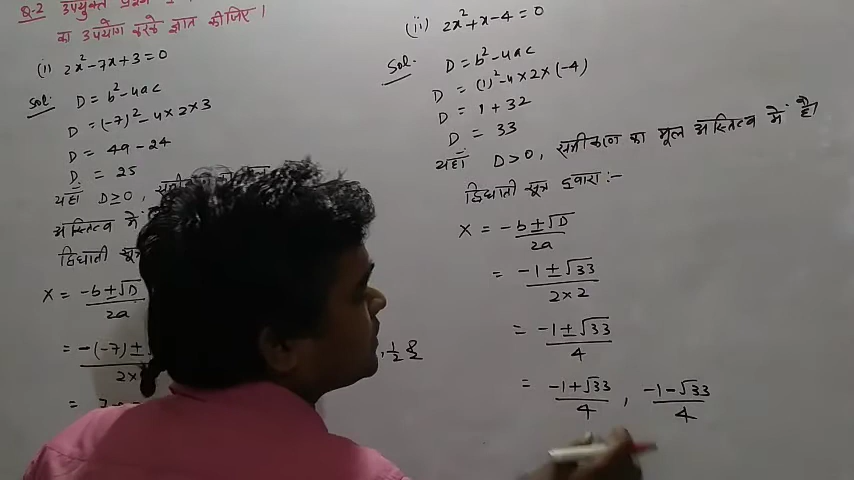 Q-2 उपर्युक्त प्रश्न
का उपयोग करके ज्ञात कीजिए।
(i) 2x²-7x+3=0
Sol: D = b²-4ac
D = (-7)²-4×2×3
D = 49-24
D = 25
यहाँ D≥0,
अस्तित्व में
द्विघाती सूत्र
x = -b±√D / 2a
= -(-7)±
, 1/2 &
(ii) 2x²+x-4=0
Sol. D = b²-4ac
D = (1)²-4×2×(-4)
D = 1+32
D = 33
यहाँ D>0, समीकरण का मूल अस्तित्व में है।
द्विघाती सूत्र द्वारा:-
x = -b±√D / 2a
= -1±√33 / 2×2
= -1±√33 / 4
= -1+√33 / 4 , -1-√33 / 4